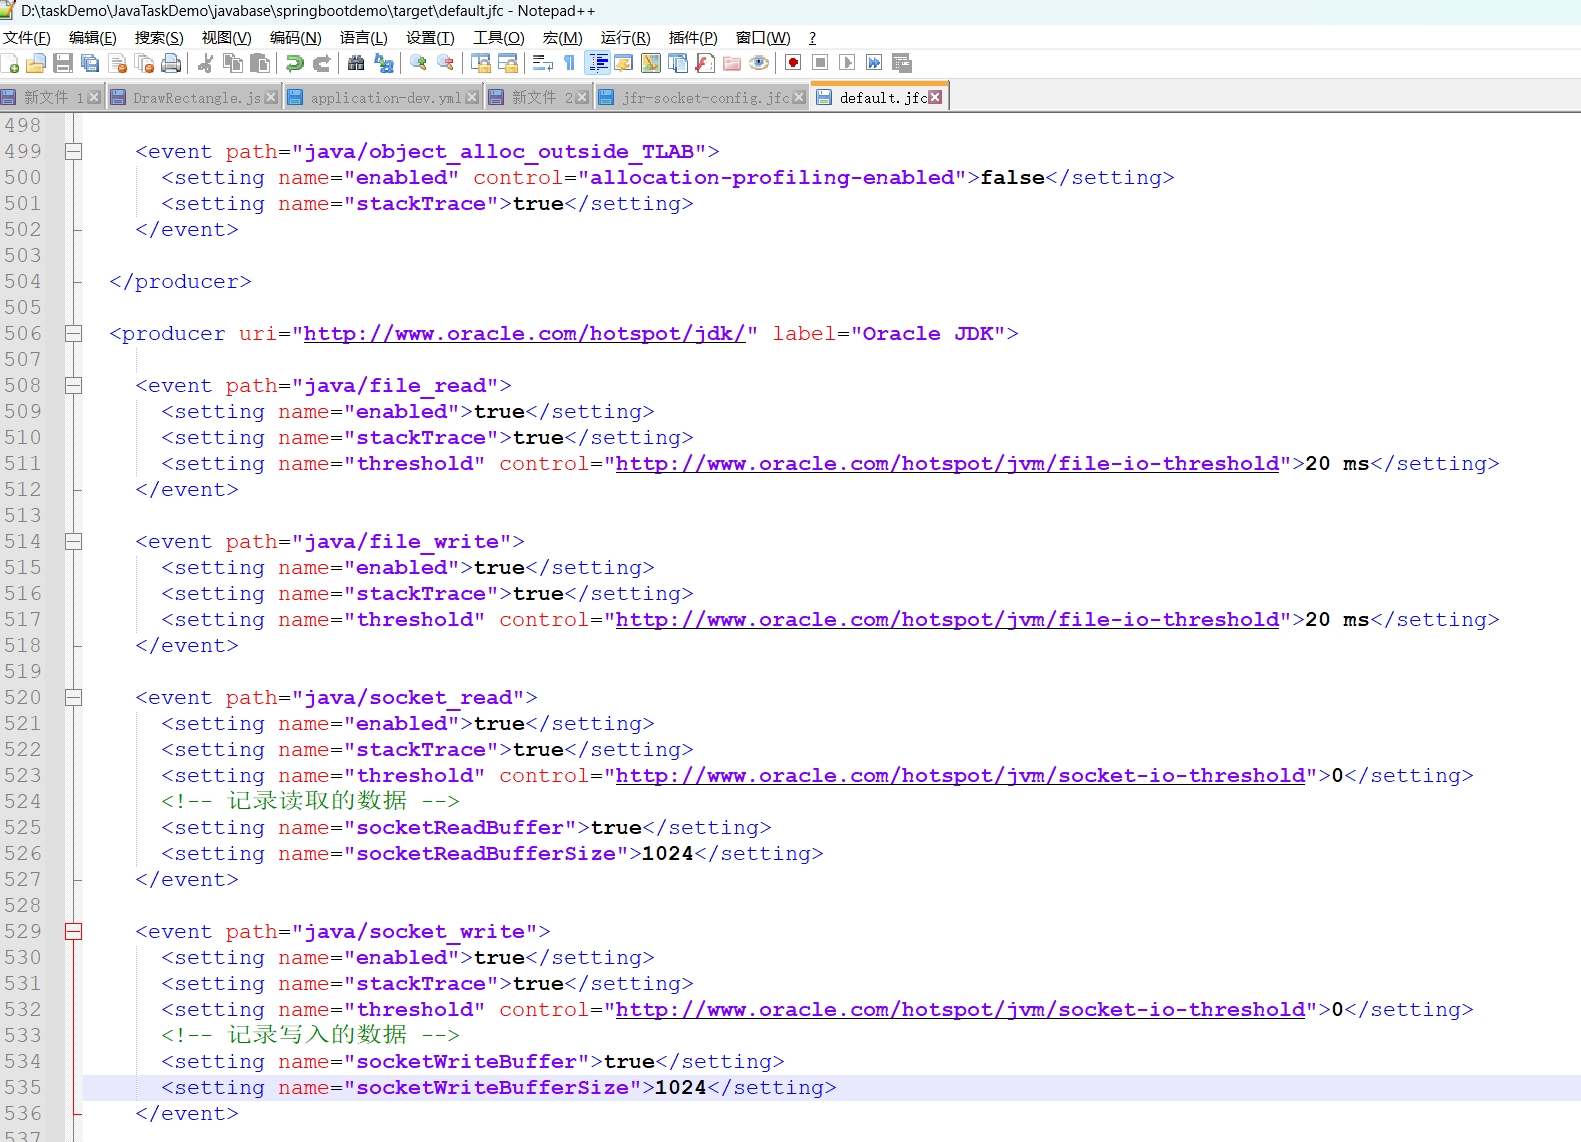 D:\taskDemo\JavaTaskDemo\javabase\springbootdemo\target\default.jfc - Notepad++
文件(F) 编辑(E) 搜索(S) 视图(V) 编码(N) 语言(L) 设置(T) 工具(O) 宏(M) 运行(R) 插件(P) 窗口(W) ?
新文件 1 DrawRectangle.js application-dev.yml 新文件 2 jfr-socket-config.jfc default.jfc
498
499 <event path="java/object_alloc_outside_TLAB">
500 <setting name="enabled" control="allocation-profiling-enabled">false</setting>
501 <setting name="stackTrace">true</setting>
502 </event>
503
504 </producer>
505
506 <producer uri="http://www.oracle.com/hotspot/jdk/" label="Oracle JDK">
507
508 <event path="java/file_read">
509 <setting name="enabled">true</setting>
510 <setting name="stackTrace">true</setting>
511 <setting name="threshold" control="http://www.oracle.com/hotspot/jvm/file-io-threshold">20 ms</setting>
512 </event>
513
514 <event path="java/file_write">
515 <setting name="enabled">true</setting>
516 <setting name="stackTrace">true</setting>
517 <setting name="threshold" control="http://www.oracle.com/hotspot/jvm/file-io-threshold">20 ms</setting>
518 </event>
519
520 <event path="java/socket_read">
521 <setting name="enabled">true</setting>
522 <setting name="stackTrace">true</setting>
523 <setting name="threshold" control="http://www.oracle.com/hotspot/jvm/socket-io-threshold">0</setting>
524 <!-- 记录读取的数据 -->
525 <setting name="socketReadBuffer">true</setting>
526 <setting name="socketReadBufferSize">1024</setting>
527 </event>
528
529 <event path="java/socket_write">
530 <setting name="enabled">true</setting>
531 <setting name="stackTrace">true</setting>
532 <setting name="threshold" control="http://www.oracle.com/hotspot/jvm/socket-io-threshold">0</setting>
533 <!-- 记录写入的数据 -->
534 <setting name="socketWriteBuffer">true</setting>
535 <setting name="socketWriteBufferSize">1024</setting>
536 </event>
537